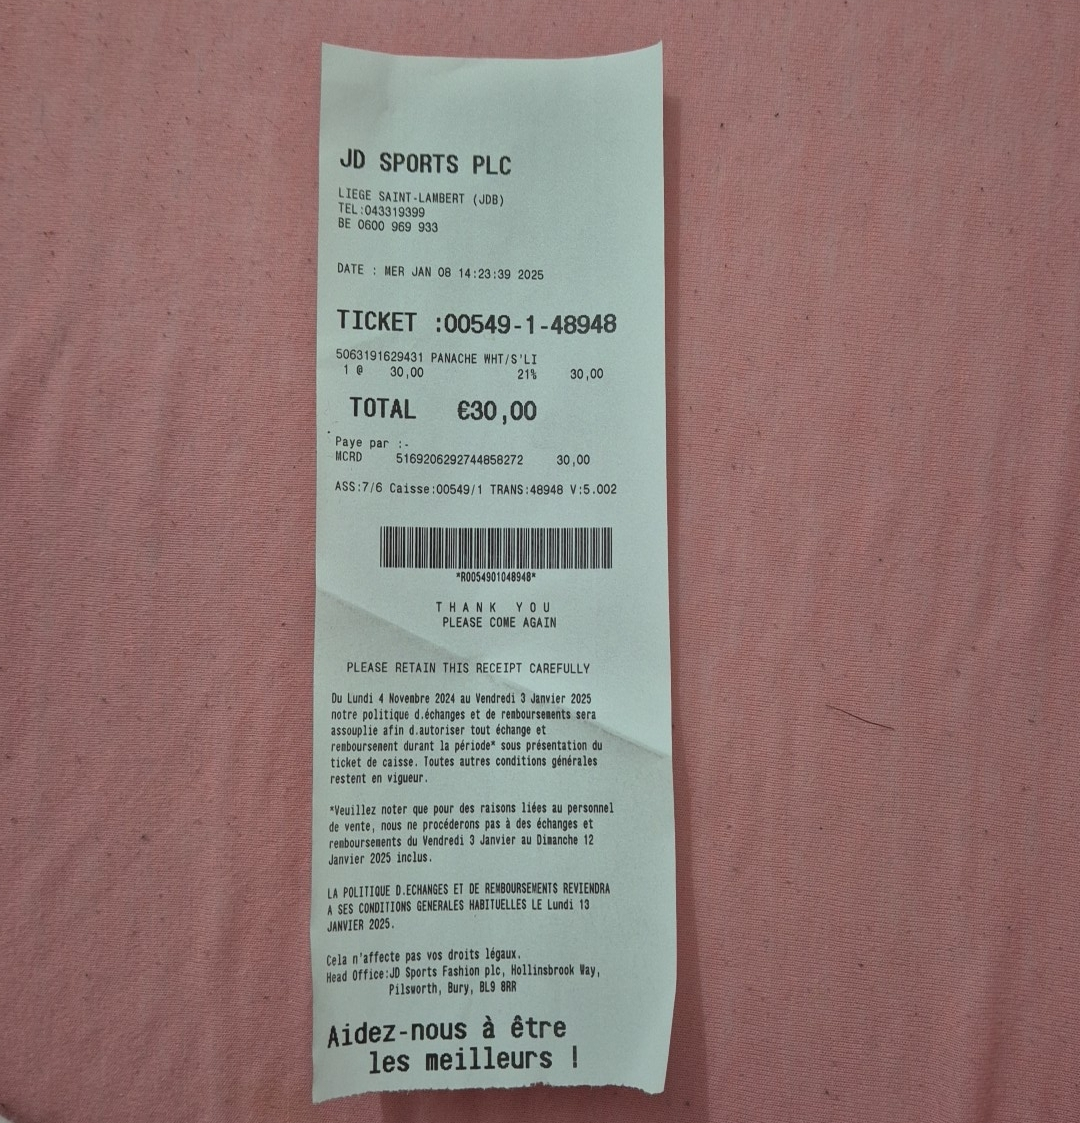 JD SPORTS PLC
LIEGE SAINT-LAMBERT (JDB)
TEL:043319399
BE 0600 969 933
DATE : MER JAN 08 14:23:39 2025
TICKET :00549-1-48948
5063191629431 PANACHE WHT/S'LI
1 @ 30,00 21% 30,00
TOTAL €30,00
Paye par :-
MCRD 5169206292744858272 30,00
ASS:7/6 Caisse:00549/1 TRANS:48948 V:5.002
*R0054901048948*
THANK YOU
PLEASE COME AGAIN
PLEASE RETAIN THIS RECEIPT CAREFULLY
Du Lundi 4 Novembre 2024 au Vendredi 3 Janvier 2025
notre politique d.échanges et de remboursements sera
assouplie afin d.autoriser tout échange et
remboursement durant la période* sous présentation du
ticket de caisse. Toutes autres conditions générales
restent en vigueur.
*Veuillez noter que pour des raisons liées au personnel
de vente, nous ne procéderons pas à des échanges et
remboursements du Vendredi 3 Janvier au Dimanche 12
Janvier 2025 inclus.
LA POLITIQUE D.ECHANGES ET DE REMBOURSEMENTS REVIENDRA
A SES CONDITIONS GENERALES HABITUELLES LE Lundi 13
JANVIER 2025.
Cela n'affecte pas vos droits légaux.
Head Office:JD Sports Fashion plc, Hollinsbrook Way,
Pilsworth, Bury, BL9 8RR
Aidez-nous à être
les meilleurs !